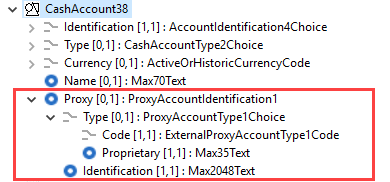 CashAccount38
Identification [1,1] : AccountIdentification4Choice
Type [0,1] : CashAccountType2Choice
Currency [0,1] : ActiveOrHistoricCurrencyCode
Name [0,1] : Max70Text
Proxy [0,1] : ProxyAccountIdentification1
Type [0,1] : ProxyAccountType1Choice
Code [1,1] : ExternalProxyAccountType1Code
Proprietary [1,1] : Max35Text
Identification [1,1] : Max2048Text